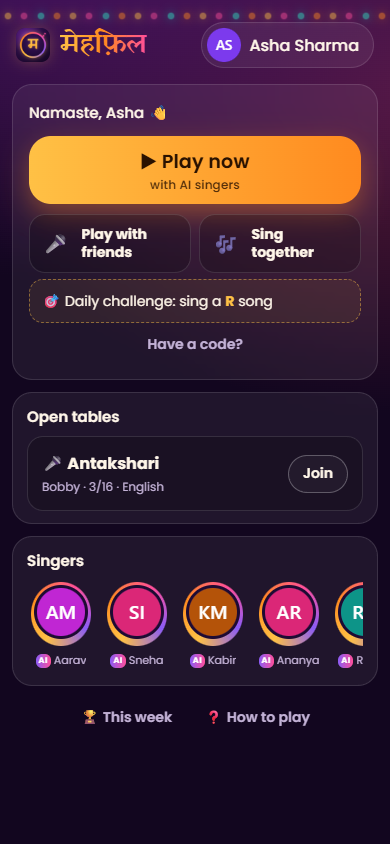 म मेहफ़िल
AS Asha Sharma
Namaste, Asha 👋
▶ Play now
with AI singers
Play with
friends
Sing
together
Daily challenge: sing a R song
Have a code?
Open tables
Antakshari
Bobby · 3/16 · English
Join
Singers
AM SI KM AR R
AI Aarav AI Sneha AI Kabir AI Ananya AI R
This week ? How to play